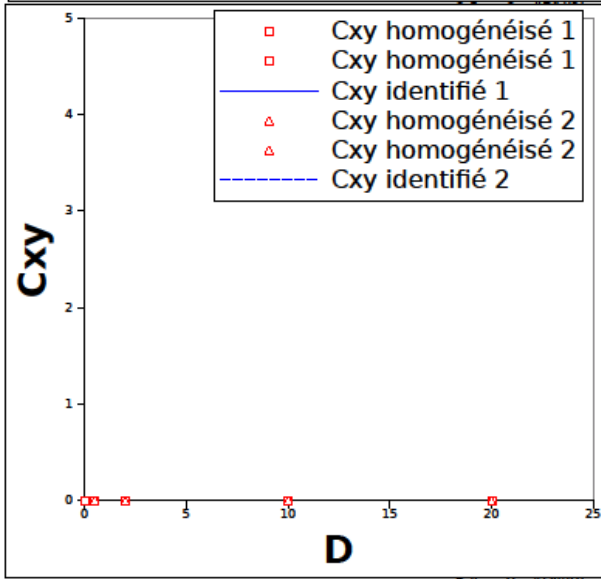 Cxy homogénéisé 1
Cxy homogénéisé 1
Cxy identifié 1
Cxy homogénéisé 2
Cxy homogénéisé 2
Cxy identifié 2
5
4
3
2
1
0
Cxy
0 5 10 15 20 25
D